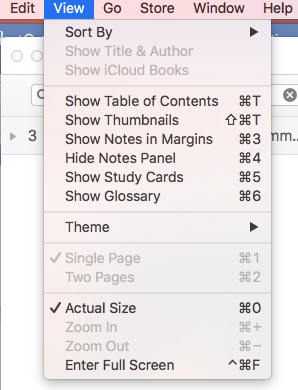 Edit View Go Store Window Help
Sort By ▶
Show Title & Author
Show iCloud Books
Show Table of Contents ⌘T
Show Thumbnails ⇧⌘T
Show Notes in Margins ⌘3
Hide Notes Panel ⌘4
Show Study Cards ⌘5
Show Glossary ⌘6
Theme ▶
✓ Single Page ⌘1
Two Pages ⌘2
✓ Actual Size ⌘0
Zoom In ⌘+
Zoom Out ⌘−
Enter Full Screen ^⌘F
3
mm...